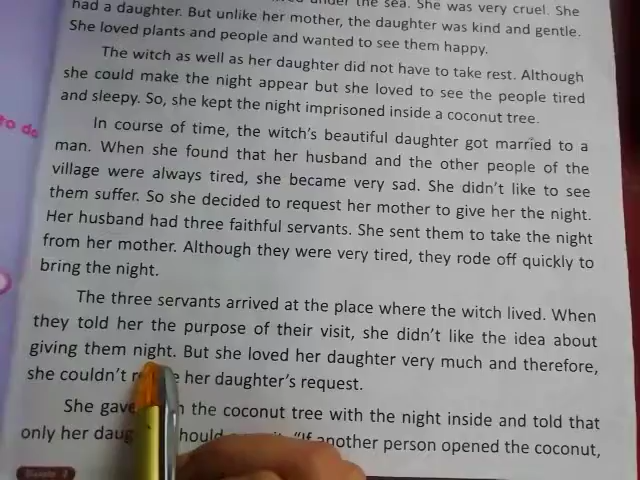 under the sea. She was very cruel. She
had a daughter. But unlike her mother, the daughter was kind and gentle.
She loved plants and people and wanted to see them happy.
The witch as well as her daughter did not have to take rest. Although
she could make the night appear but she loved to see the people tired
and sleepy. So, she kept the night imprisoned inside a coconut tree.
to do
In course of time, the witch's beautiful daughter got married to a
man. When she found that her husband and the other people of the
village were always tired, she became very sad. She didn't like to see
them suffer. So she decided to request her mother to give her the night.
Her husband had three faithful servants. She sent them to take the night
from her mother. Although they were very tired, they rode off quickly to
bring the night.
The three servants arrived at the place where the witch lived. When
they told her the purpose of their visit, she didn't like the idea about
giving them night. But she loved her daughter very much and therefore,
she couldn't her daughter's request.
She gave the coconut tree with the night inside and told that
only her "If another person opened the coconut,